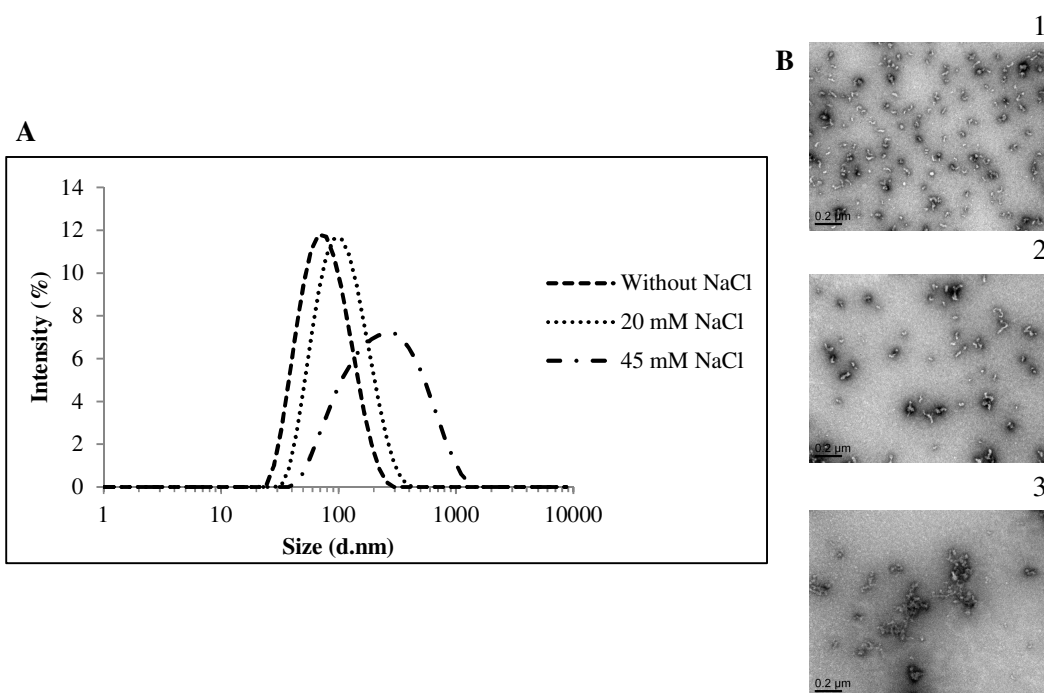 A
14
12
10
8
6
4
2
0
Intensity (%)
1 10 100 1000 10000
Size (d.nm)
Without NaCl
20 mM NaCl
45 mM NaCl
B
1
0.2 µm
2
0.2 µm
3
0.2 µm